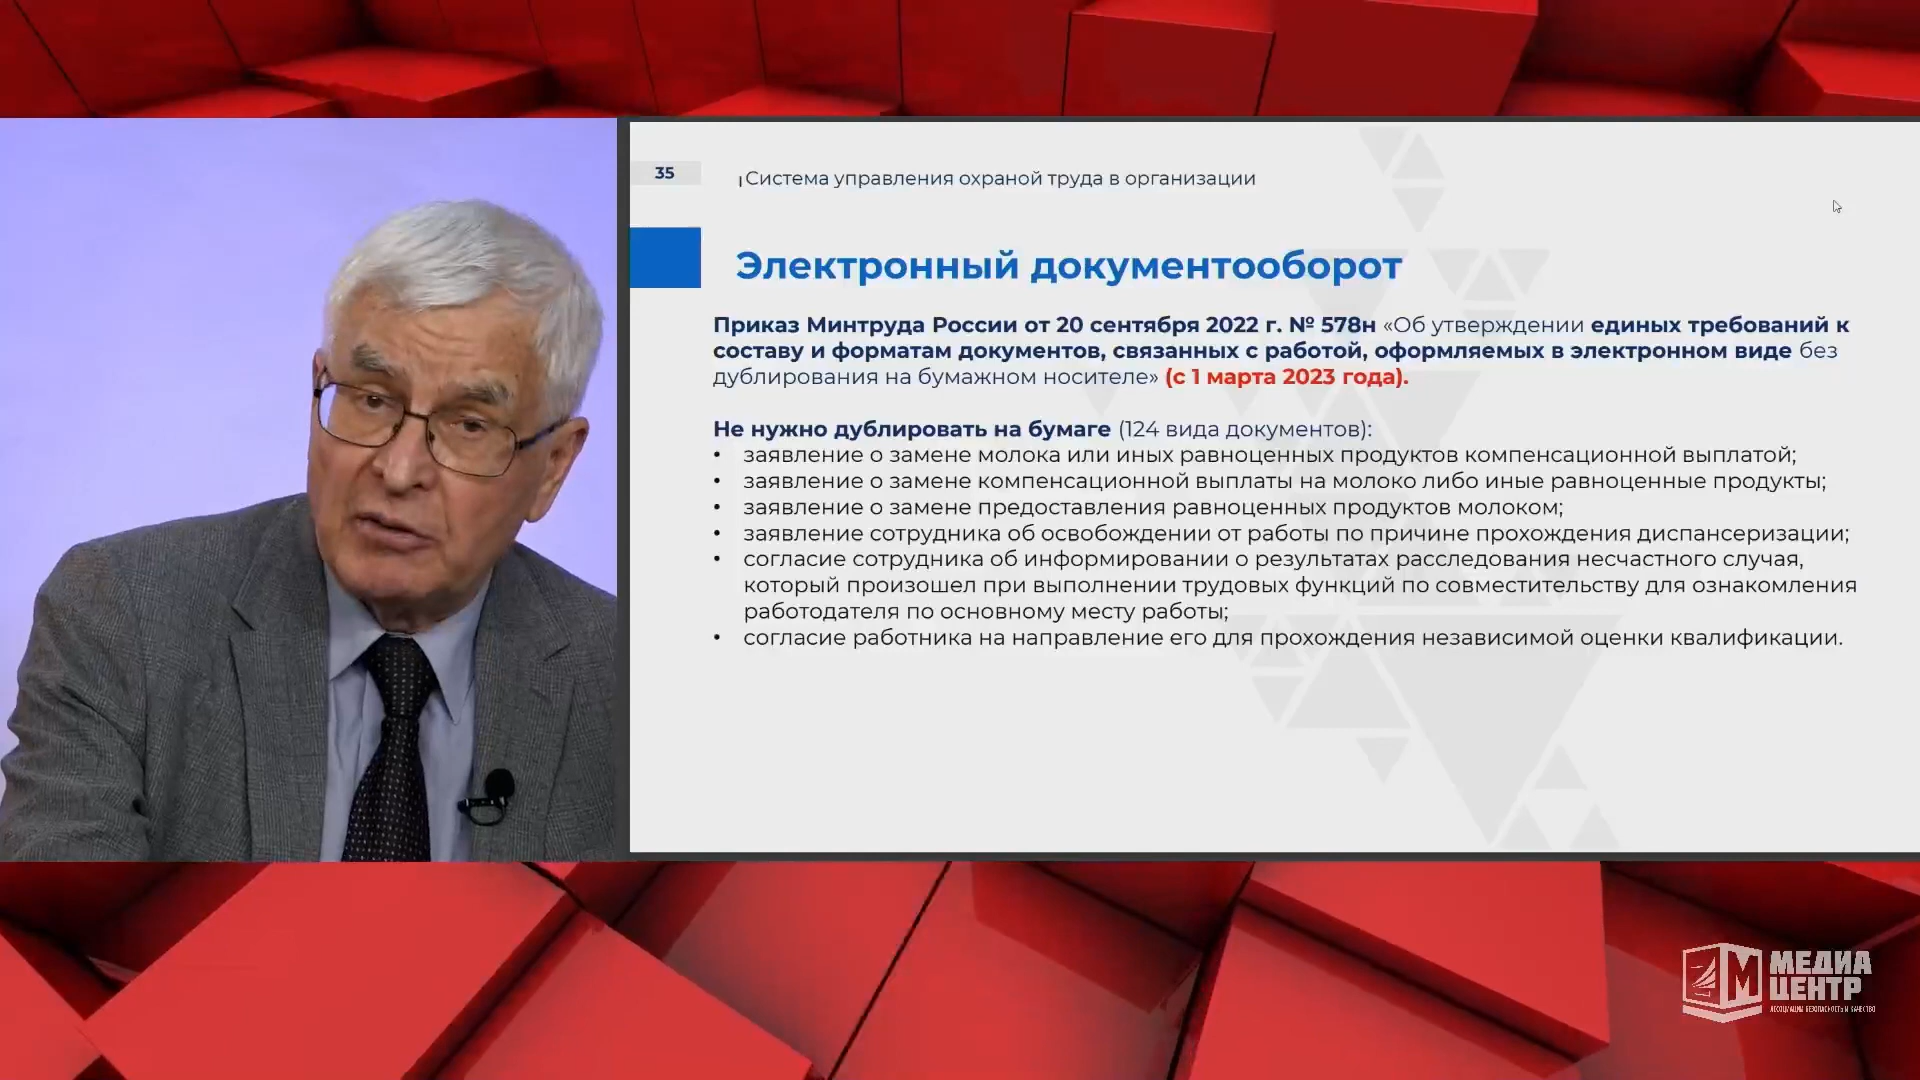 35
Система управления охраной труда в организации
Электронный документооборот
Приказ Минтруда России от 20 сентября 2022 г. № 578н «Об утверждении единых требований к
составу и форматам документов, связанных с работой, оформляемых в электронном виде без
дублирования на бумажном носителе» (с 1 марта 2023 года).
Не нужно дублировать на бумаге (124 вида документов):
• заявление о замене молока или иных равноценных продуктов компенсационной выплатой;
• заявление о замене компенсационной выплаты на молоко либо иные равноценные продукты;
• заявление о замене предоставления равноценных продуктов молоком;
• заявление сотрудника об освобождении от работы по причине прохождения диспансеризации;
• согласие сотрудника об информировании о результатах расследования несчастного случая,
который произошел при выполнении трудовых функций по совместительству для ознакомления
работодателя по основному месту работы;
• согласие работника на направление его для прохождения независимой оценки квалификации.
МЕДИА
ЦЕНТР
АССОЦИАЦИИ БЕЗОПАСНОСТЬ И КАЧЕСТВО